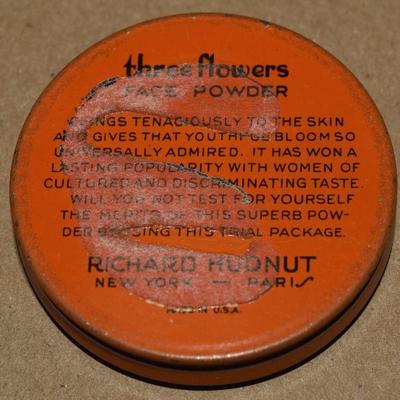 three flowers
FACE POWDER
CLINGS TENACIOUSLY TO THE SKIN
AND GIVES THAT YOUTHFUL BLOOM SO
UNIVERSALLY ADMIRED. IT HAS WON A
LASTING POPULARITY WITH WOMEN OF
CULTURED AND DISCRIMINATING TASTE.
WILL YOU NOT TEST FOR YOURSELF
THE MERITS OF THIS SUPERB POW-
DER BY USING THIS TRIAL PACKAGE.
RICHARD HUDNUT
NEW YORK — PARIS
MADE IN U.S.A.